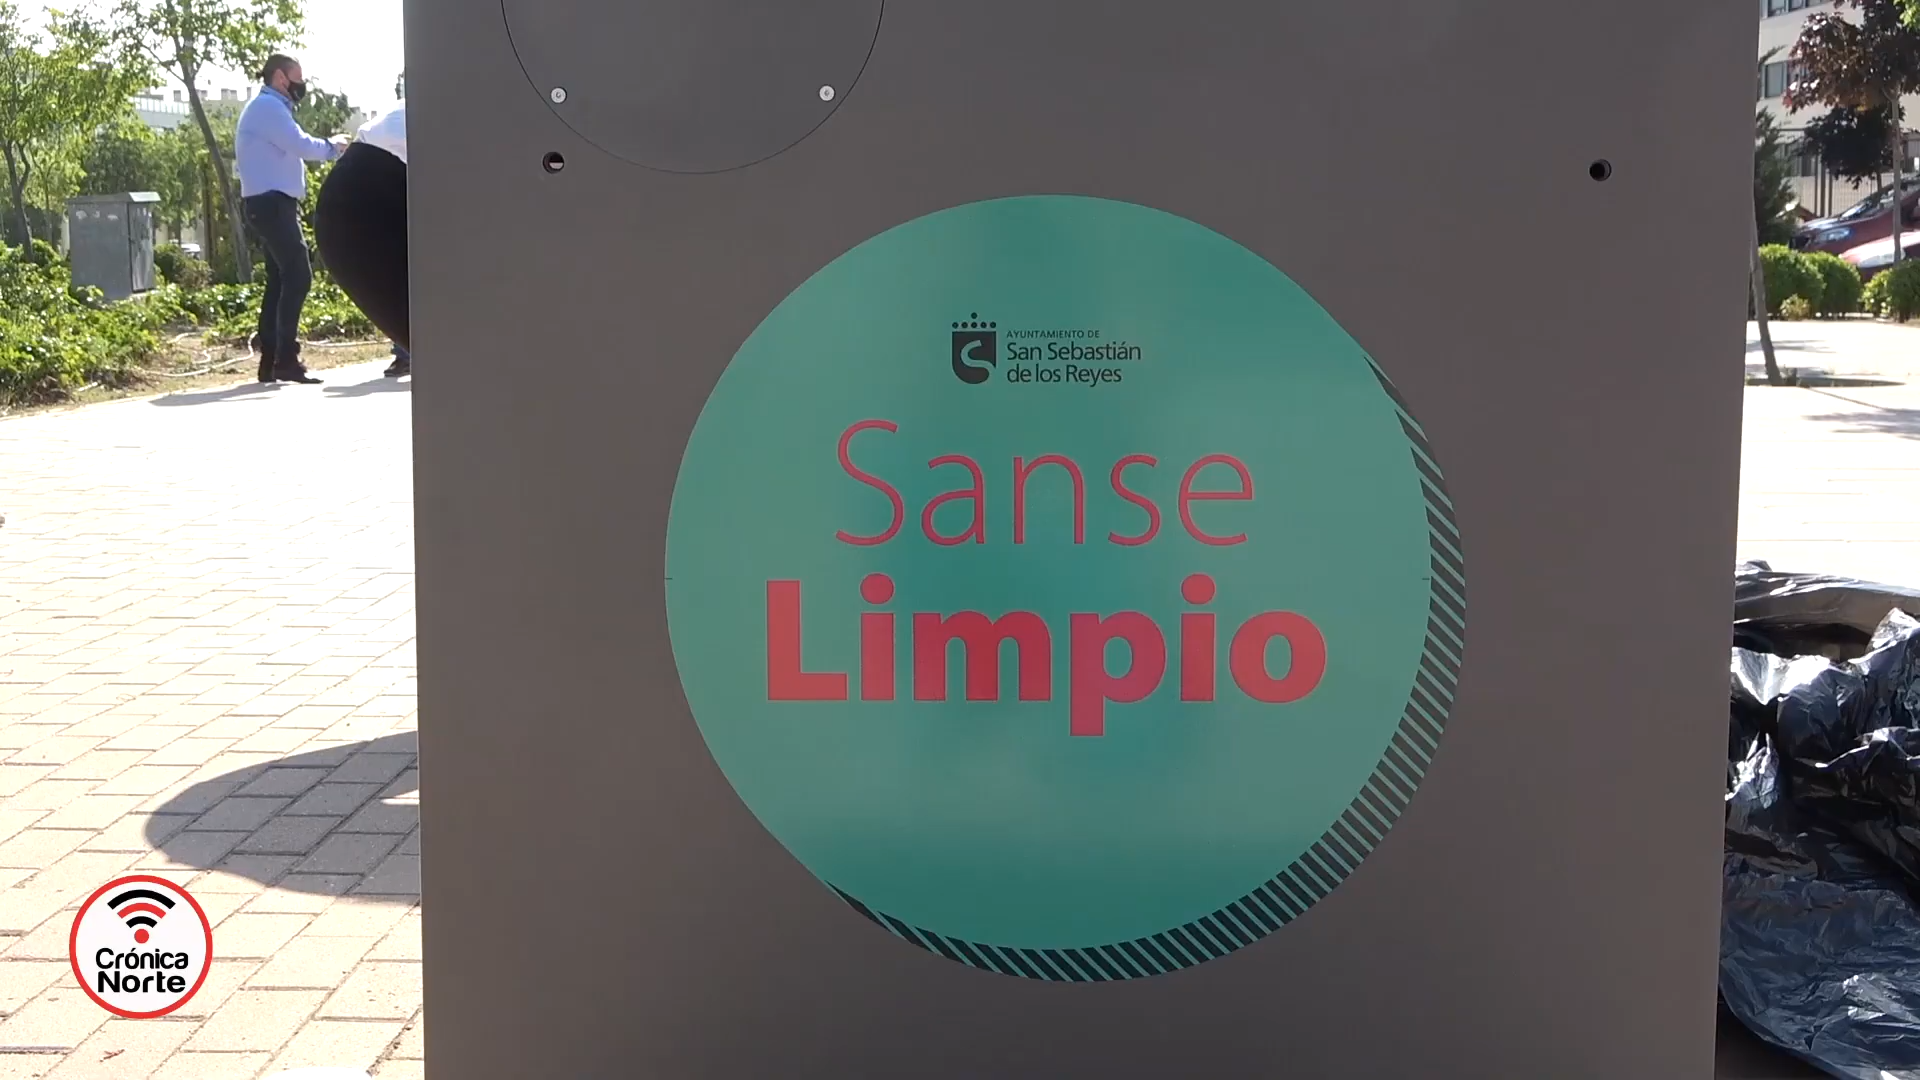 AYUNTAMIENTO DE
San Sebastián
de los Reyes
Sanse
Limpio
Crónica
Norte